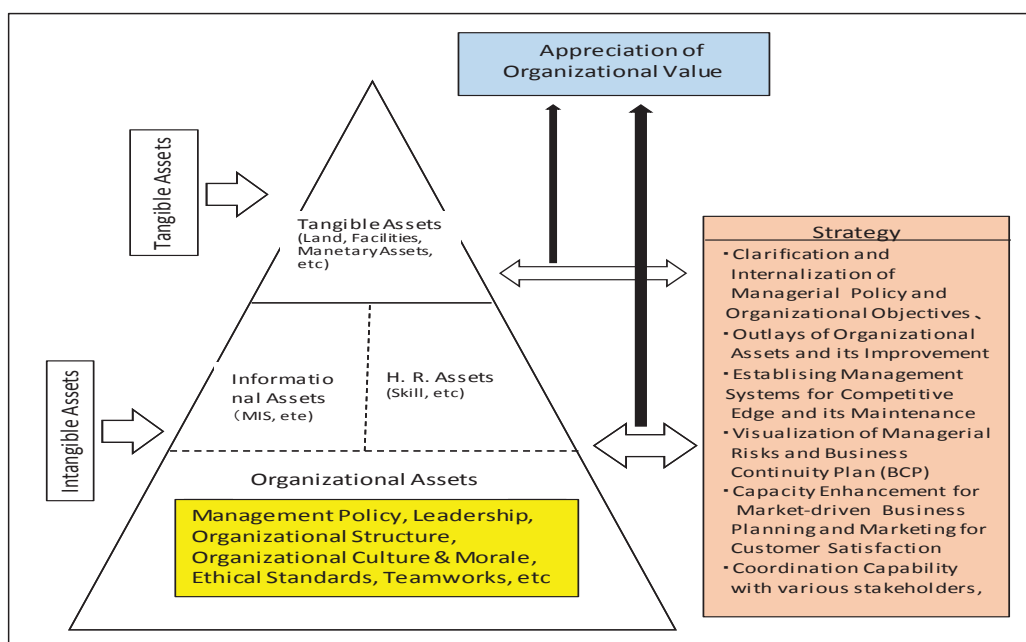 Appreciation of
Organizational Value
Tangible Assets
Tangible Assets
(Land, Facilities,
Manetary Assets,
etc)
Strategy
・Clarification and
Internalization of
Managerial Policy and
Organizational Objectives、
・Outlays of Organizational
Assets and its Improvement
・Establising Management
Systems for Competitive
Edge and its Maintenance
・Visualization of Managerial
Risks and Business
Continuity Plan (BCP)
・Capacity Enhancement for
Market-driven Business
Planning and Marketing for
Customer Satisfaction
・Coordination Capability
with various stakeholders,
Intangible Assets
Informatio
nal Assets
（MIS, ete)
H. R. Assets
(Skill, etc)
Organizational Assets
Management Policy, Leadership,
Organizational Structure,
Organizational Culture & Morale,
Ethical Standards, Teamworks, etc